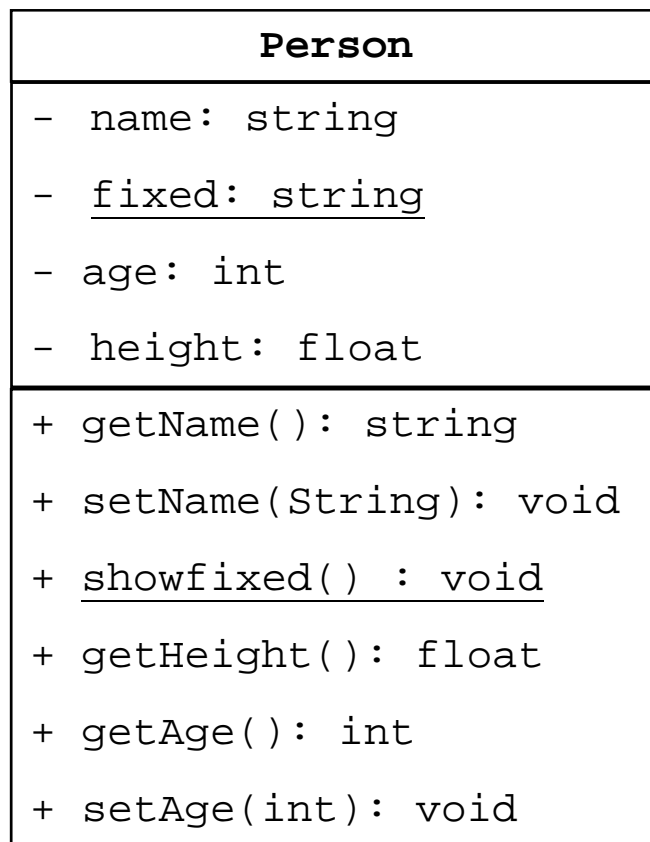 Person
- name: string
- fixed: string
- age: int
- height: float
+ getName(): string
+ setName(String): void
+ showfixed() : void
+ getHeight(): float
+ getAge(): int
+ setAge(int): void